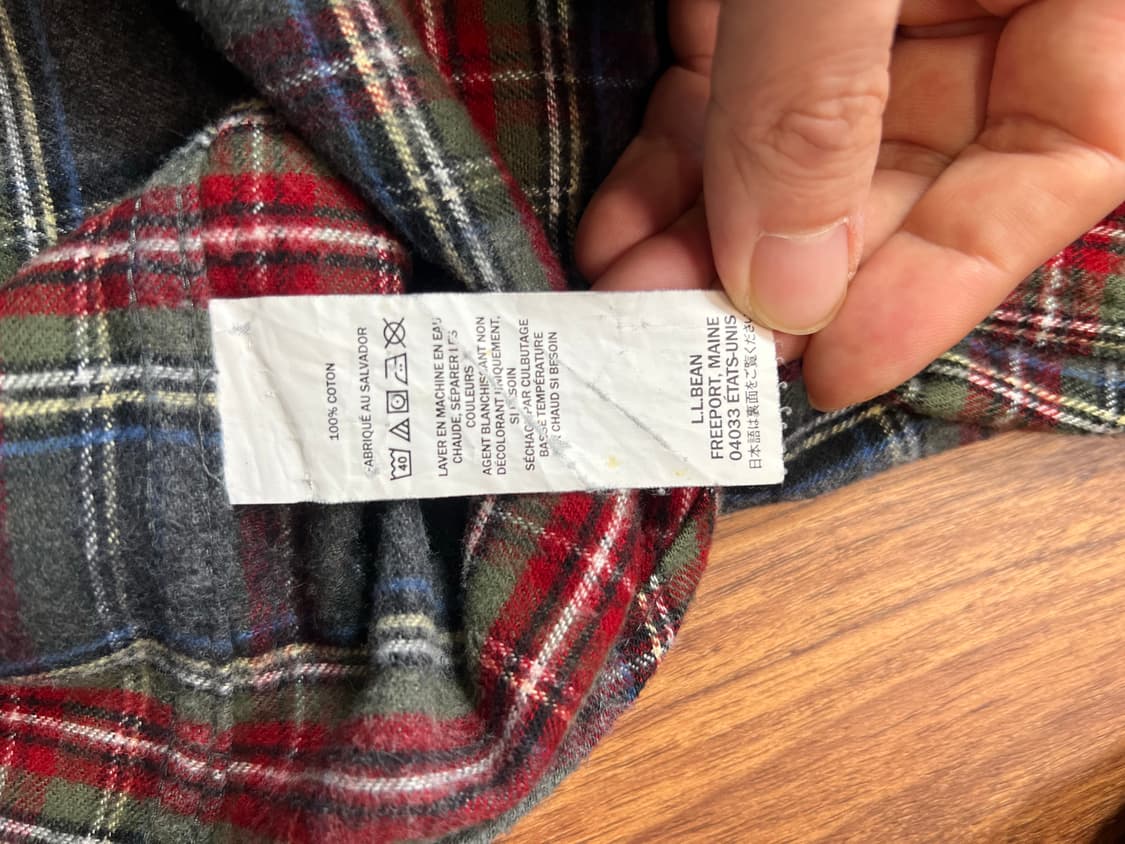 100% COTON
FABRIQUÉ AU SALVADOR
40
LAVER EN MACHINE EN EAU
CHAUDE, SÉPARER LES
COULEURS
AGENT BLANCHISSANT NON
DÉCOLORANT UNIQUEMENT,
SI BESOIN
SÉCHAGE PAR CULBUTAGE
BASSE TEMPÉRATURE
CHAUD SI BESOIN
L.L.BEAN
FREEPORT, MAINE
04033 ÉTATS-UNIS
日本語は裏面をご覧ください